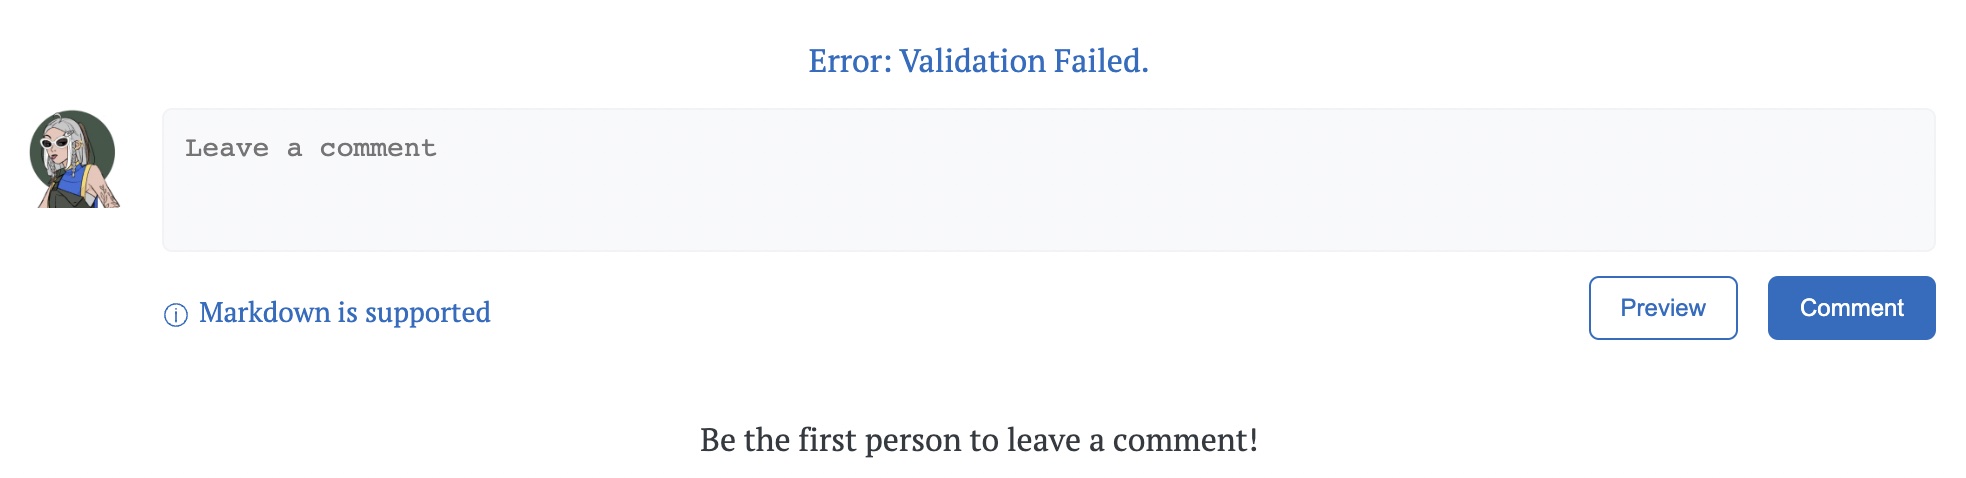 Error: Validation Failed.
Leave a comment
Markdown is supported
Preview
Comment
Be the first person to leave a comment!